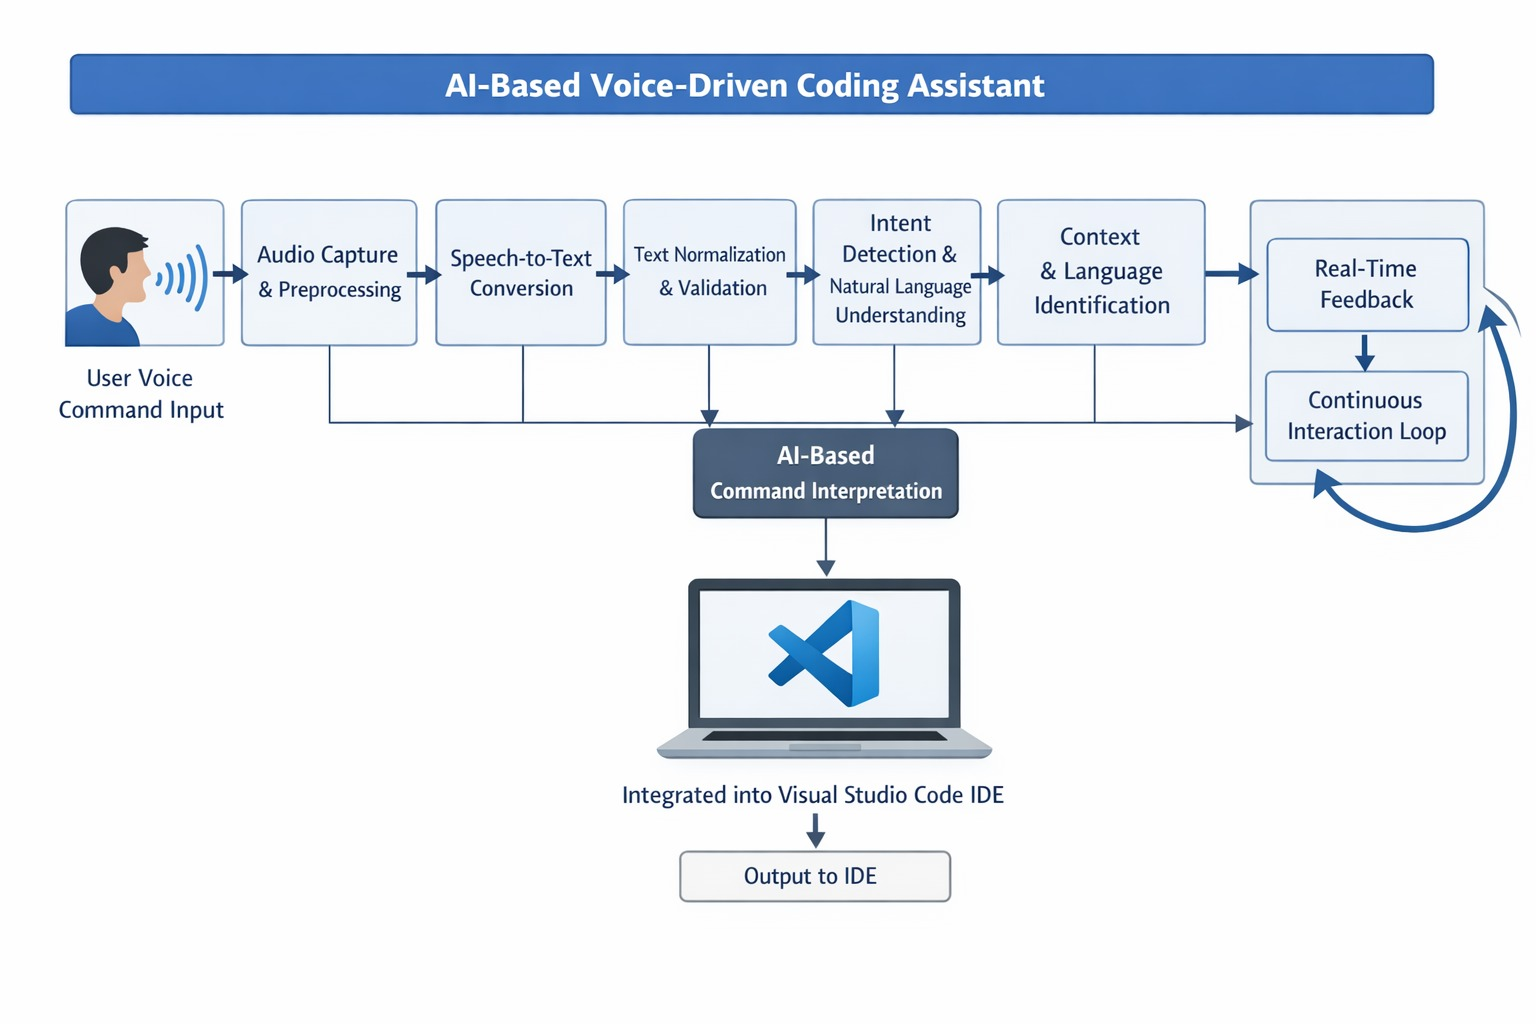 AI-Based Voice-Driven Coding Assistant
User Voice
Command Input
Audio Capture
& Preprocessing
Speech-to-Text
Conversion
Text Normalization
& Validation
Intent
Detection &
Natural Language
Understanding
Context
& Language
Identification
Real-Time
Feedback
Continuous
Interaction Loop
AI-Based
Command Interpretation
Integrated into Visual Studio Code IDE
Output to IDE